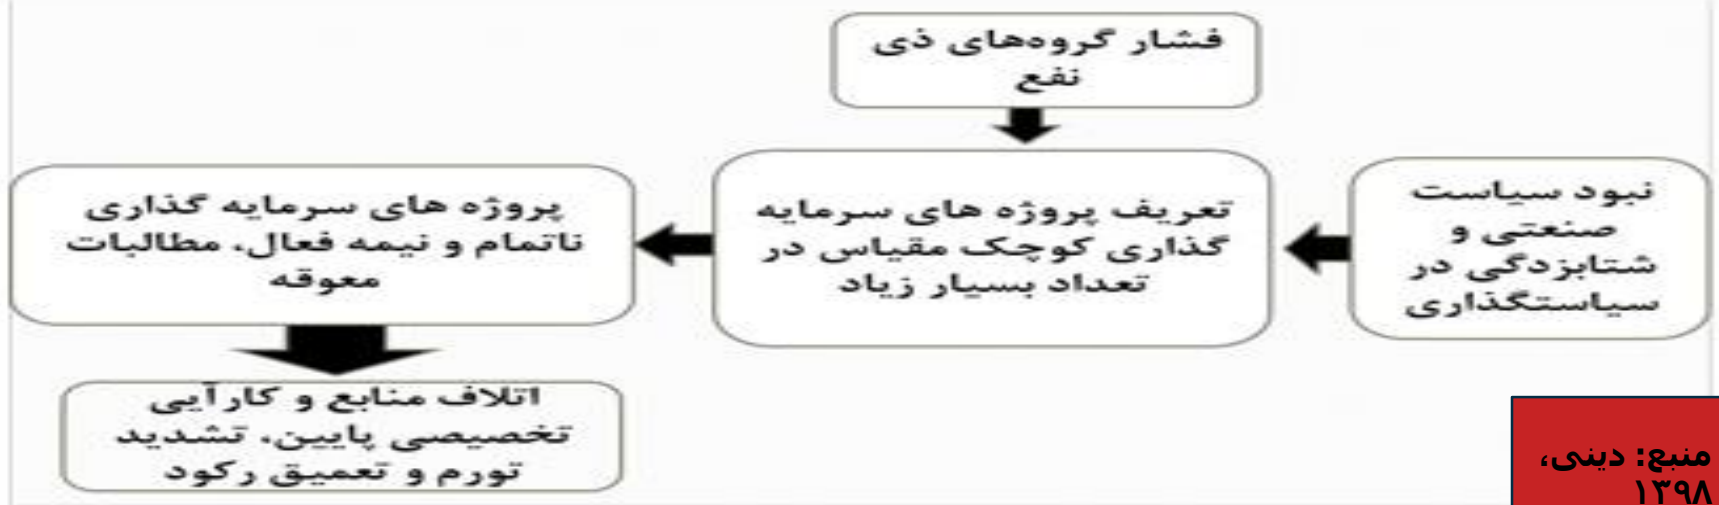 فشار گروه‌های ذی
نفع
نبود سیاست
صنعتی و
شتابزدگی در
سیاستگذاری
تعریف پروژه های سرمایه
گذاری کوچک مقیاس در
تعداد بسیار زیاد
پروژه های سرمایه گذاری
ناتمام و نیمه فعال، مطالبات
معوقه
اتلاف منابع و کارآیی
تخصیصی پایین، تشدید
تورم و تعمیق رکود
منبع: دینی،
۱۳۹۸